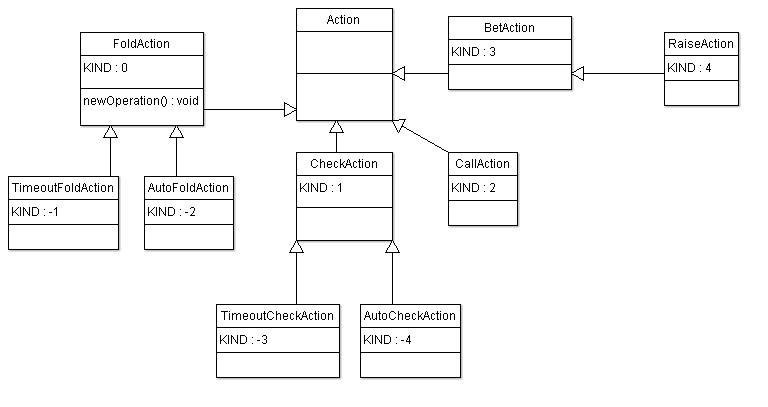 Action
FoldAction
KIND : 0
newOperation() : void
BetAction
KIND : 3
RaiseAction
KIND : 4
TimeoutFoldAction
KIND : -1
AutoFoldAction
KIND : -2
CheckAction
KIND : 1
CallAction
KIND : 2
TimeoutCheckAction
KIND : -3
AutoCheckAction
KIND : -4